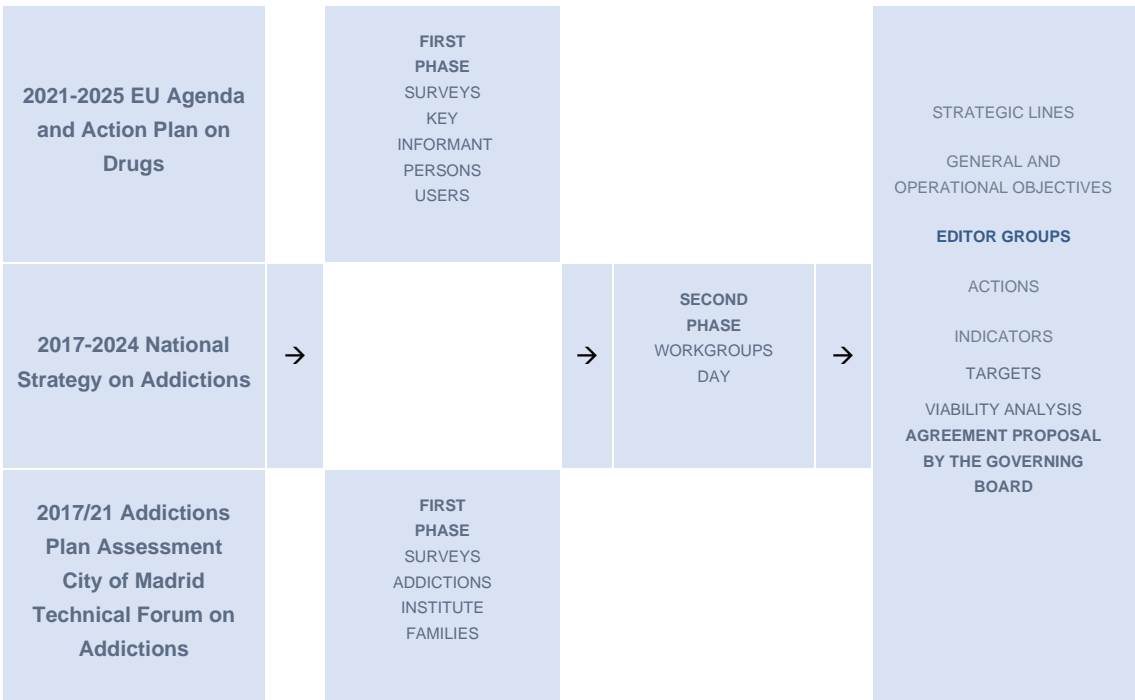 2021-2025 EU Agenda
and Action Plan on
Drugs
FIRST
PHASE
SURVEYS
KEY
INFORMANT
PERSONS
USERS
2017-2024 National
Strategy on Addictions
→
→
SECOND
PHASE
WORKGROUPS
DAY
→
2017/21 Addictions
Plan Assessment
City of Madrid
Technical Forum on
Addictions
FIRST
PHASE
SURVEYS
ADDICTIONS
INSTITUTE
FAMILIES
STRATEGIC LINES
GENERAL AND
OPERATIONAL OBJECTIVES
EDITOR GROUPS
ACTIONS
INDICATORS
TARGETS
VIABILITY ANALYSIS
AGREEMENT PROPOSAL
BY THE GOVERNING
BOARD